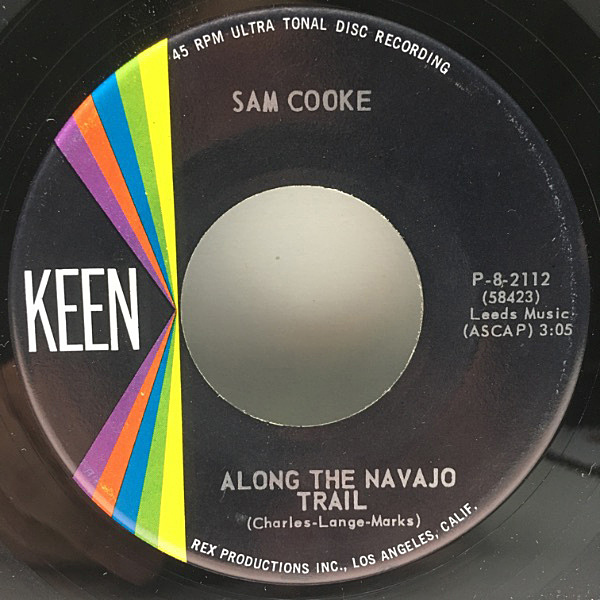 45 RPM ULTRA TONAL DISC RECORDING
SAM COOKE
KEEN
P-8-2112
(58423)
Leeds Music
(ASCAP) 3:05
ALONG THE NAVAJO
TRAIL
(Charles-Lange-Marks)
REX PRODUCTIONS INC., LOS ANGELES, CALIF.